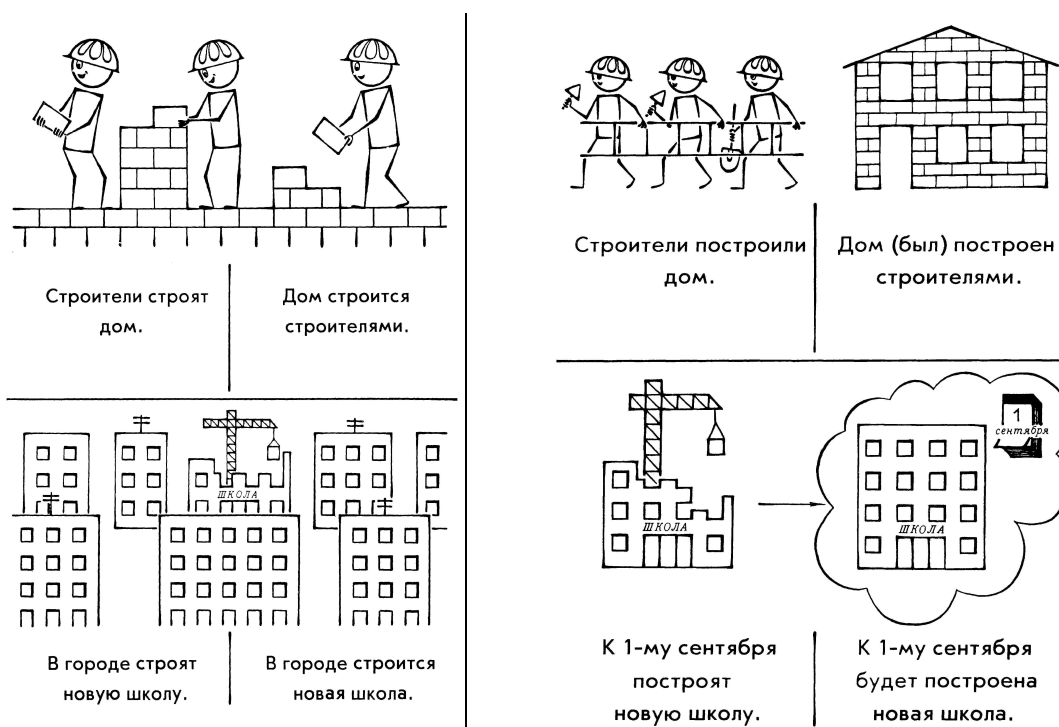 Строители строят
дом.
Дом строится
строителями.
ШКОЛА
В городе строят
новую школу.
В городе строится
новая школа.
Строители построили
дом.
Дом (был) построен
строителями.
ШКОЛА
1
сентября
ШКОЛА
К 1-му сентября
построят
новую школу.
К 1-му сентября
будет построена
новая школа.